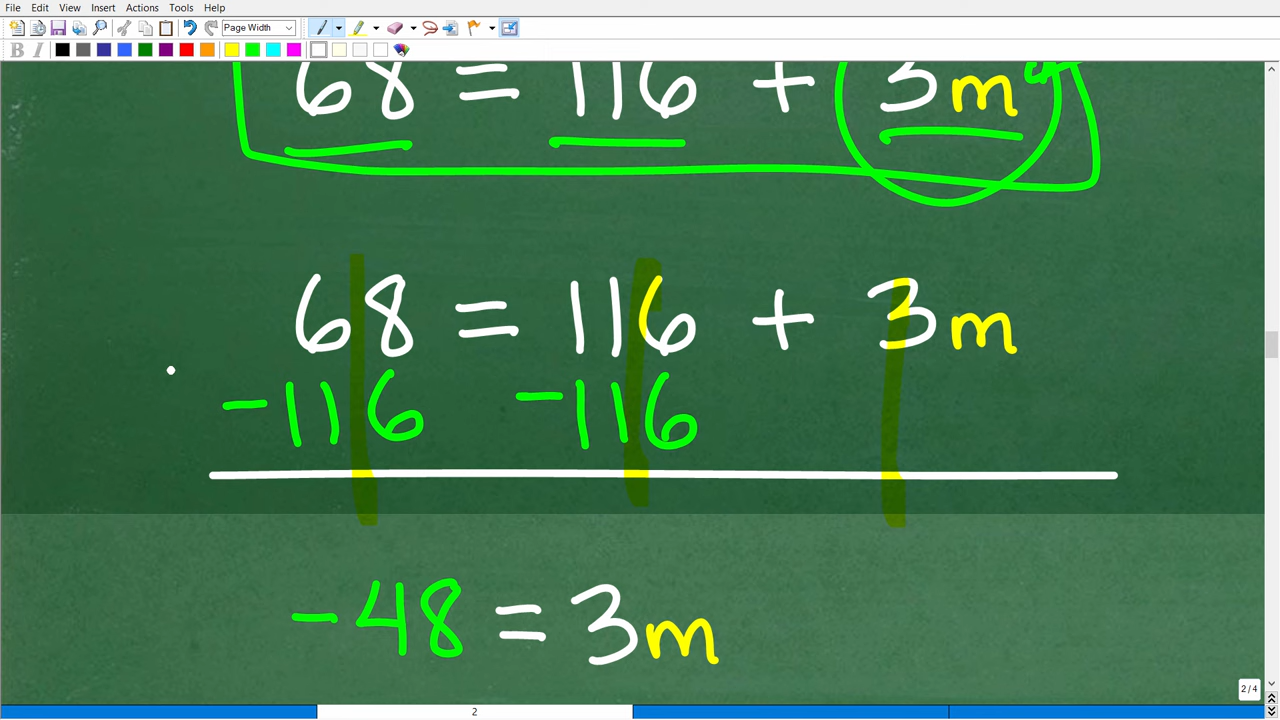 File Edit View Insert Actions Tools Help
Page Width
B I
68 = 116 + 3m
68 = 116 + 3m
-116 -116
-48 = 3m
2 / 4
2